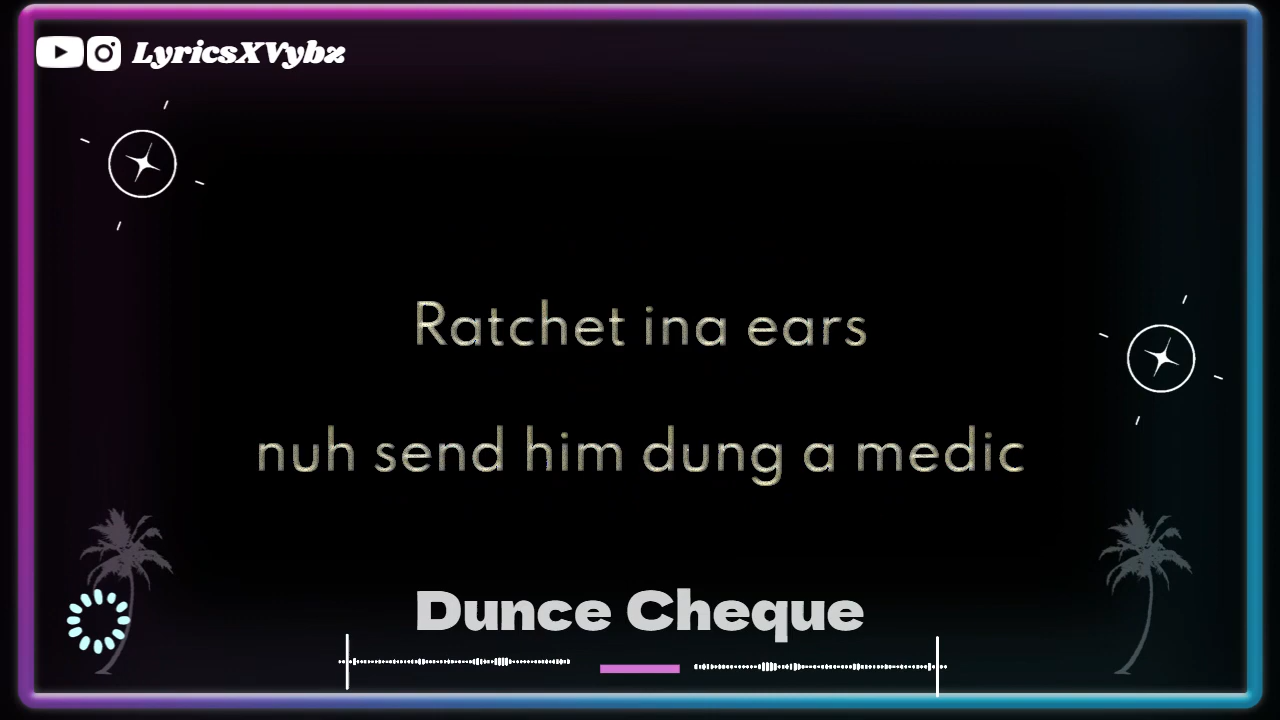 LyricsXVybz
Ratchet ina ears
nuh send him dung a medic
Dunce Cheque